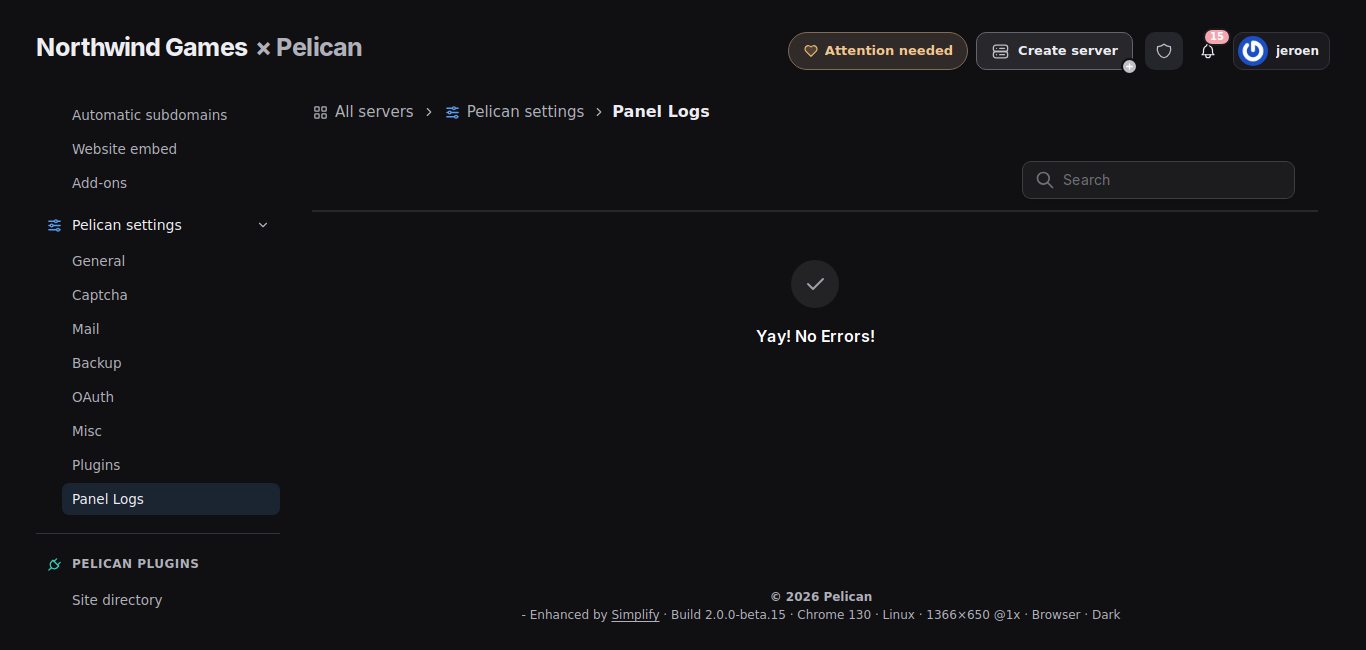 Northwind Games × Pelican
Attention needed
Create server
15
jeroen
Automatic subdomains
Website embed
Add-ons
Pelican settings
General
Captcha
Mail
Backup
OAuth
Misc
Plugins
Panel Logs
PELICAN PLUGINS
Site directory
All servers > Pelican settings > Panel Logs
Search
Yay! No Errors!
© 2026 Pelican
- Enhanced by Simplify · Build 2.0.0-beta.15 · Chrome 130 · Linux · 1366×650 @1x · Browser · Dark